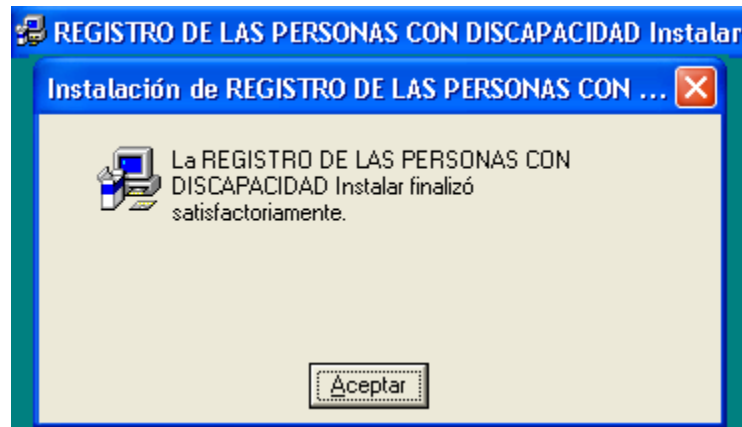 REGISTRO DE LAS PERSONAS CON DISCAPACIDAD Instalar
Instalación de REGISTRO DE LAS PERSONAS CON ...
La REGISTRO DE LAS PERSONAS CON
DISCAPACIDAD Instalar finalizó
satisfactoriamente.
Aceptar